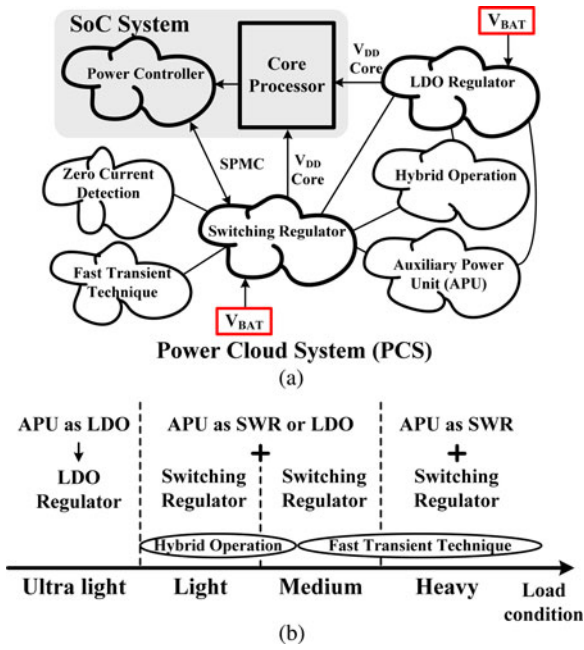 SoC System
V_BAT
Power Controller
Core
Processor
V_DD
Core
LDO Regulator
SPMC
V_DD
Core
Zero Current
Detection
Hybrid Operation
Switching Regulator
Fast Transient
Technique
Auxiliary Power
Unit (APU)
V_BAT
Power Cloud System (PCS)
(a)
APU as LDO
APU as SWR or LDO
APU as SWR
+
+
LDO
Regulator
Switching
Regulator
Switching
Regulator
Switching
Regulator
Hybrid Operation
Fast Transient Technique
Ultra light
Light
Medium
Heavy
Load
condition
(b)